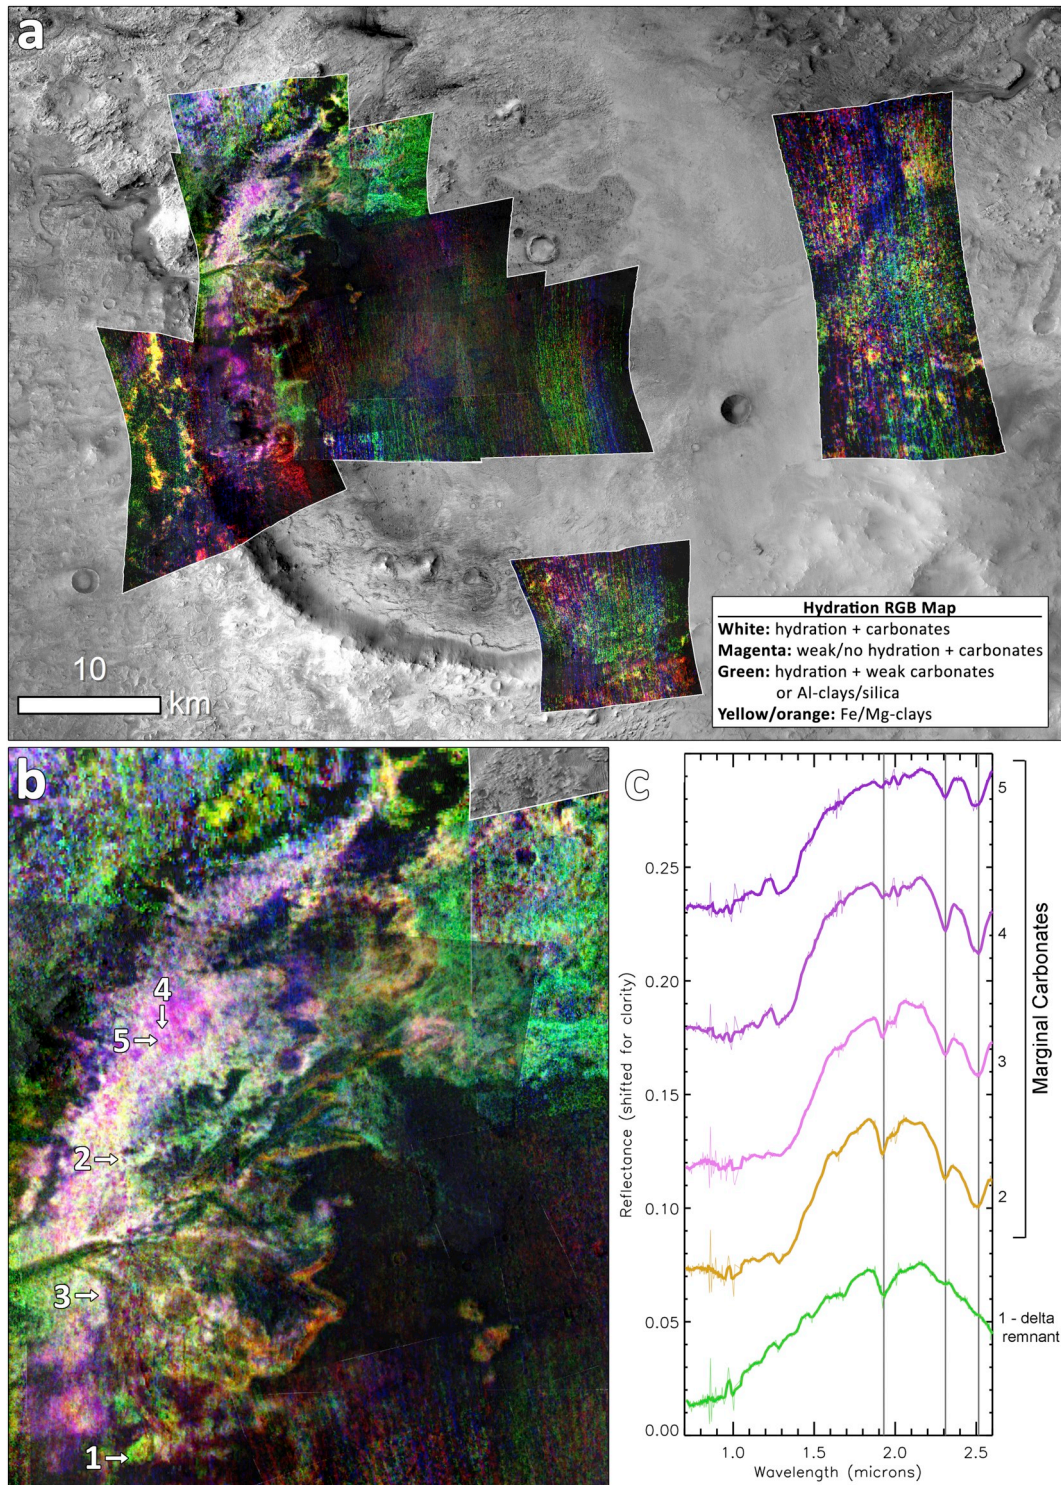 a
10
km
Hydration RGB Map
White: hydration + carbonates
Magenta: weak/no hydration + carbonates
Green: hydration + weak carbonates
or Al-clays/silica
Yellow/orange: Fe/Mg-clays
b
4
5
2
3
1
c
5
4
3
2
1 - delta
remnant
Marginal Carbonates
Reflectance (shifted for clarity)
0.25
0.20
0.15
0.10
0.05
0.00
1.0 1.5 2.0 2.5
Wavelength (microns)